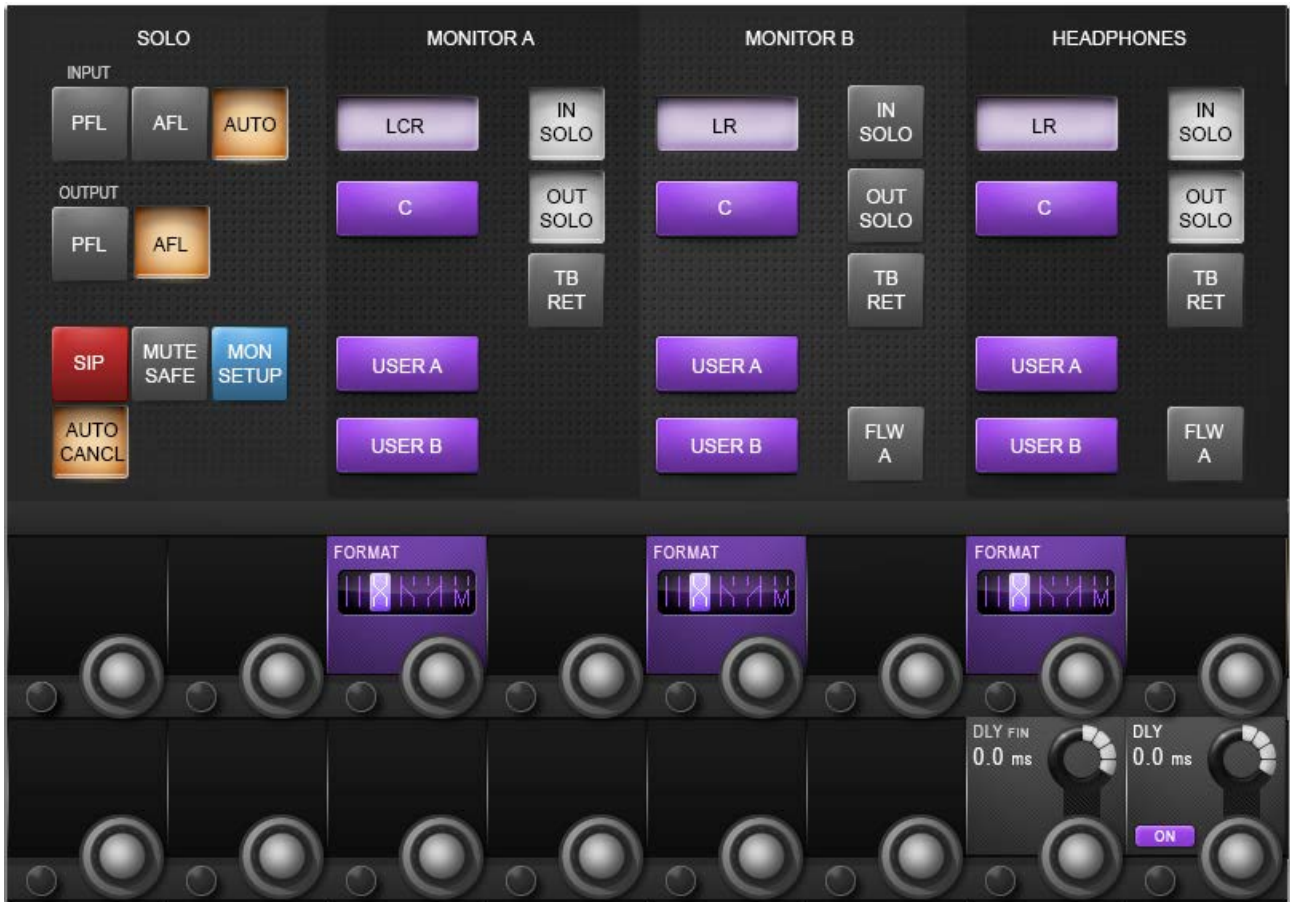 SOLO
MONITOR A
MONITOR B
HEADPHONES
INPUT
PFL
AFL
AUTO
OUTPUT
PFL
AFL
SIP
MUTE
SAFE
MON
SETUP
AUTO
CANCL
LCR
IN
SOLO
C
OUT
SOLO
TB
RET
USER A
USER B
LR
IN
SOLO
C
OUT
SOLO
TB
RET
USER A
USER B
FLW
A
LR
IN
SOLO
C
OUT
SOLO
TB
RET
USER A
USER B
FLW
A
FORMAT
M
FORMAT
M
FORMAT
M
DLY FIN
0.0 ms
DLY
0.0 ms
ON